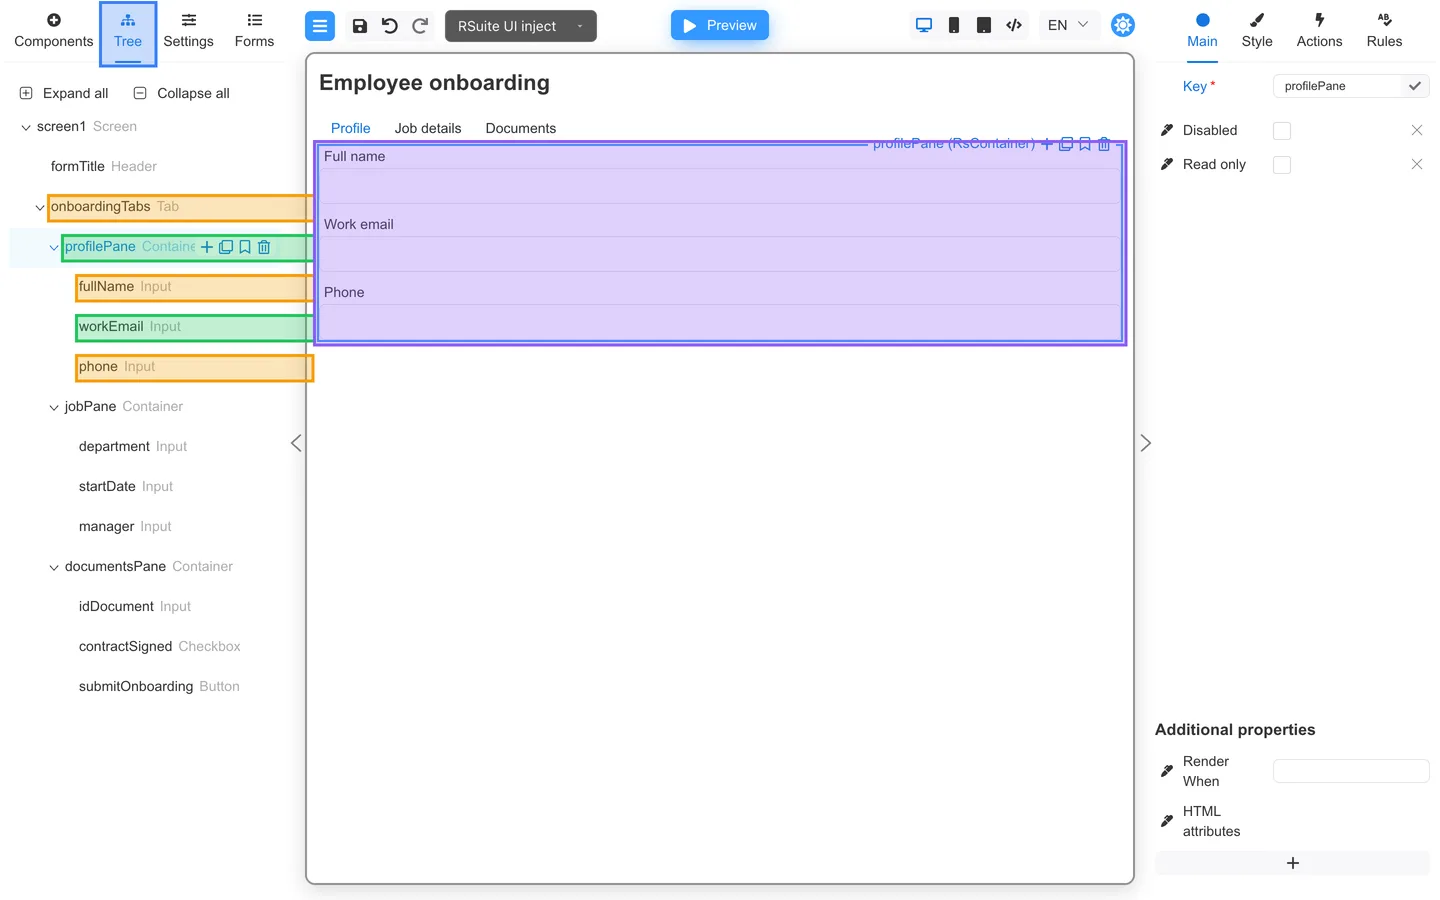 Components Tree Settings Forms RSuite UI inject Preview EN Main Style Actions Rules
Expand all Collapse all
screen1 Screen
formTitle Header
onboardingTabs Tab
profilePane Containe
fullName Input
workEmail Input
phone Input
jobPane Container
department Input
startDate Input
manager Input
documentsPane Container
idDocument Input
contractSigned Checkbox
submitOnboarding Button
Employee onboarding
Profile Job details Documents
profilePane (RsContainer)
Full name
Work email
Phone
Key* profilePane
Disabled
Read only
Additional properties
Render
When
HTML
attributes